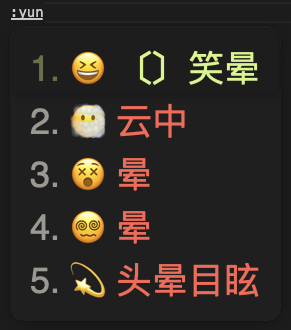 :yun
1. 😆 〔〕 笑晕
2. 😶‍🌫️ 云中
3. 😵 晕
4. 😵‍💫 晕
5. 💫 头晕目眩